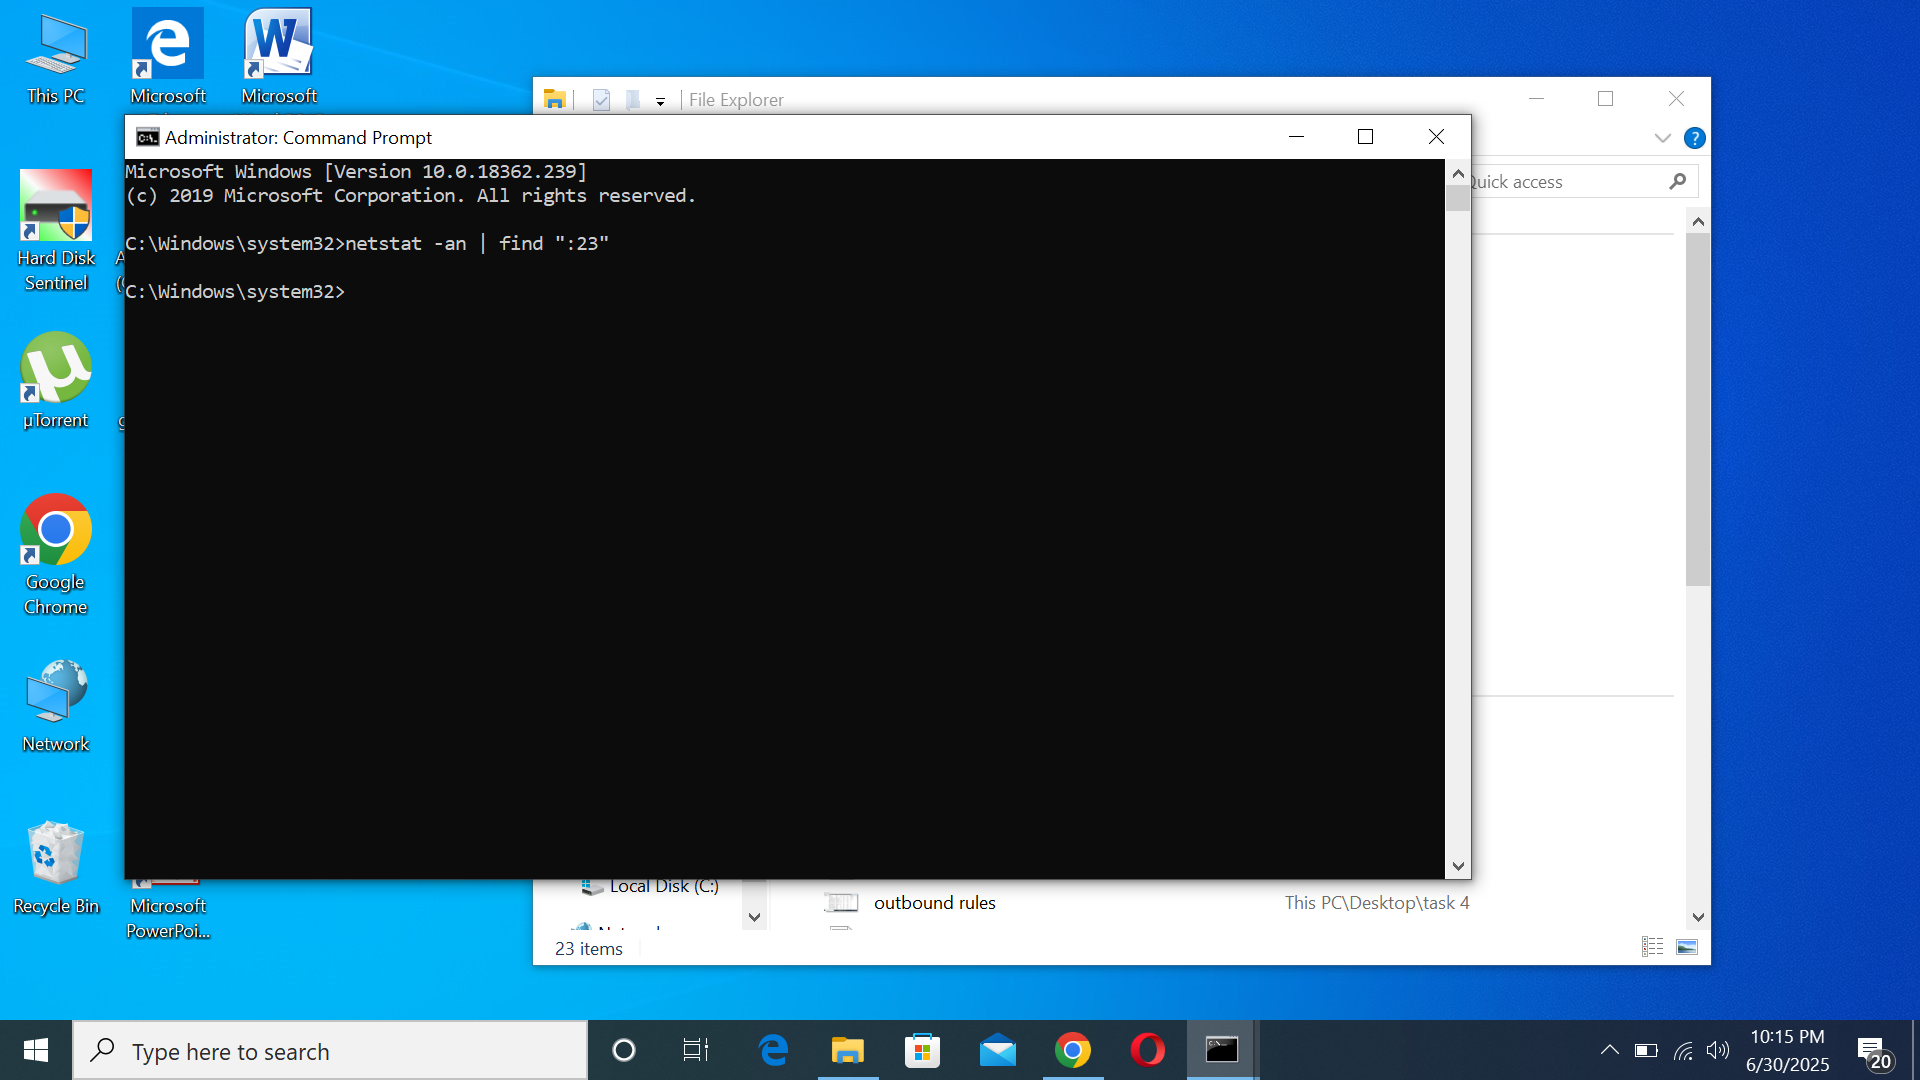 This PC
Microsoft
Microsoft
Hard Disk
Sentinel
µTorrent
Google
Chrome
Network
Recycle Bin
Microsoft
PowerPoi...
File Explorer
Quick access
Administrator: Command Prompt
Microsoft Windows [Version 10.0.18362.239]
(c) 2019 Microsoft Corporation. All rights reserved.
C:\Windows\system32>netstat -an | find ":23"
C:\Windows\system32>
Local Disk (C:)
outbound rules
This PC\Desktop\task 4
23 items
Type here to search
10:15 PM
6/30/2025
20